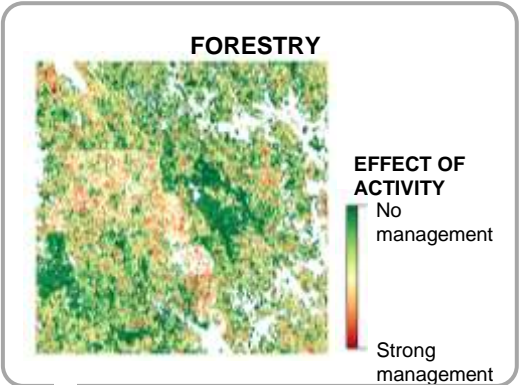 FORESTRY
EFFECT OF
ACTIVITY
No
management
Strong
management